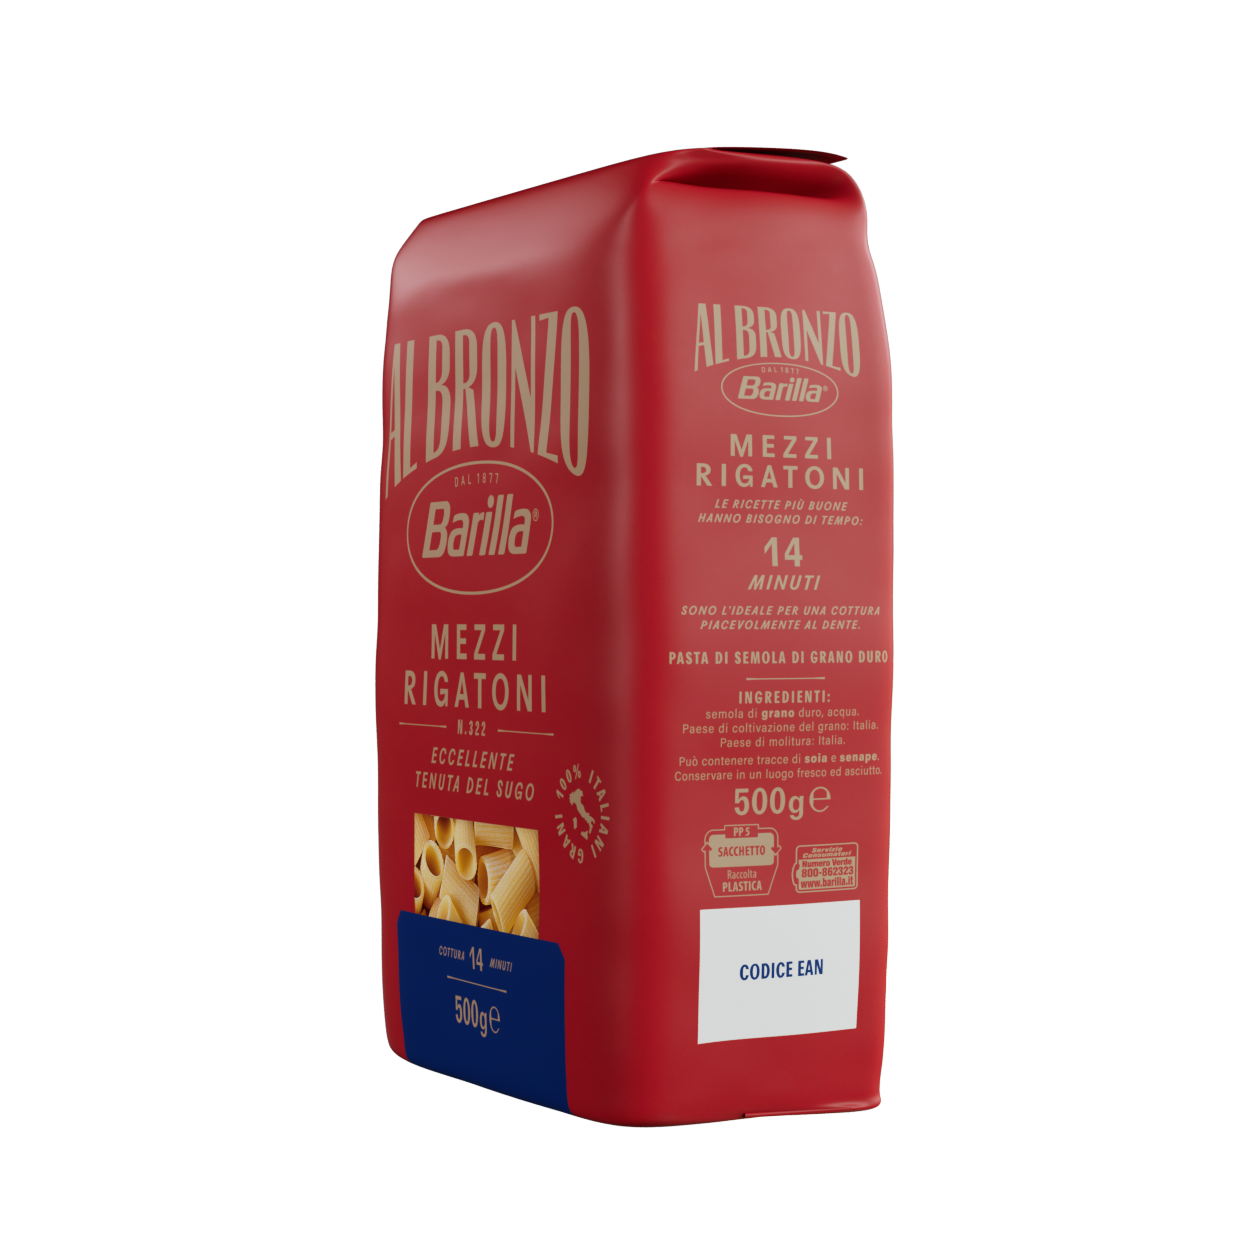 AL BRONZO
DAL 1877
Barilla®
MEZZI
RIGATONI
N.322
ECCELLENTE
TENUTA DEL SUGO
100% ITALIANI GRANI
COTTURA 14 MINUTI
500g℮
AL BRONZO
DAL 1877
Barilla®
MEZZI
RIGATONI
LE RICETTE PIÙ BUONE
HANNO BISOGNO DI TEMPO:
14
MINUTI
SONO L'IDEALE PER UNA COTTURA
PIACEVOLMENTE AL DENTE.
PASTA DI SEMOLA DI GRANO DURO
INGREDIENTI:
semola di grano duro, acqua.
Paese di coltivazione del grano: Italia.
Paese di molitura: Italia.
Può contenere tracce di soia e senape.
Conservare in un luogo fresco ed asciutto.
500g℮
PP 5
SACCHETTO
Raccolta
PLASTICA
Servizio
Consumatori
Numero Verde
800-862323
www.barilla.it
CODICE EAN